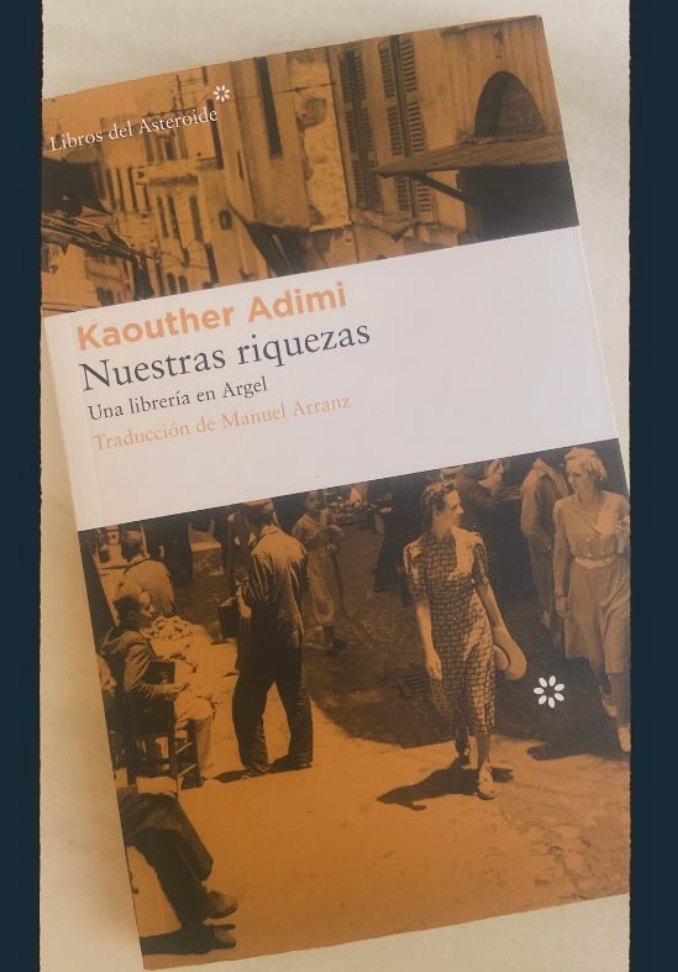 Libros del Asteroide
Kaouther Adimi
Nuestras riquezas
Una librería en Argel
Traducción de Manuel Arranz